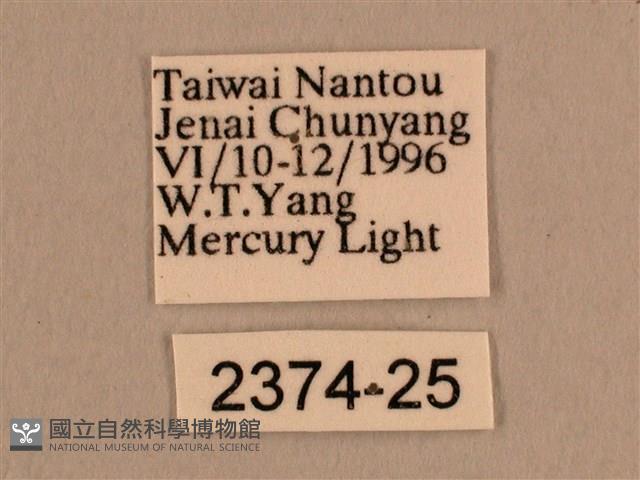 Taiwai Nantou
Jenai Chunyang
VI/10-12/1996
W.T.Yang
Mercury Light
2374-25
國立自然科學博物館
NATIONAL MUSEUM OF NATURAL SCIENCE